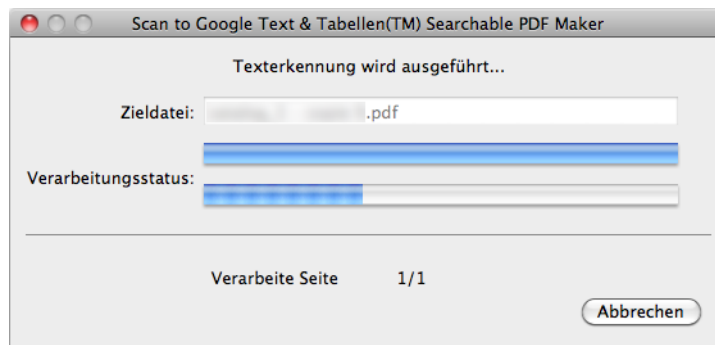 Scan to Google Text & Tabellen(TM) Searchable PDF Maker
Texterkennung wird ausgeführt...
Zieldatei: .pdf
Verarbeitungsstatus:
Verarbeite Seite 1/1
Abbrechen